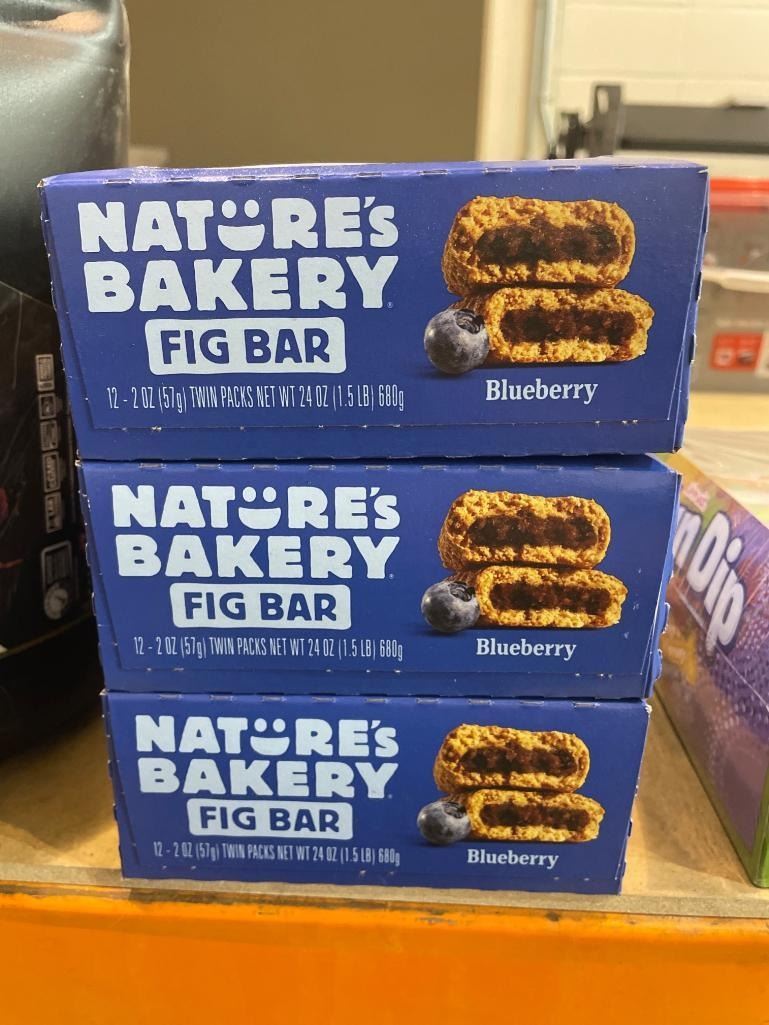 NATURE'S
BAKERY®
FIG BAR
12 - 2 OZ (57g) TWIN PACKS NET WT 24 OZ (1.5 LB) 680g
Blueberry
NATURE'S
BAKERY®
FIG BAR
12 - 2 OZ (57g) TWIN PACKS NET WT 24 OZ (1.5 LB) 680g
Blueberry
NATURE'S
BAKERY®
FIG BAR
12 - 2 OZ (57g) TWIN PACKS NET WT 24 OZ (1.5 LB) 680g
Blueberry
n Dip